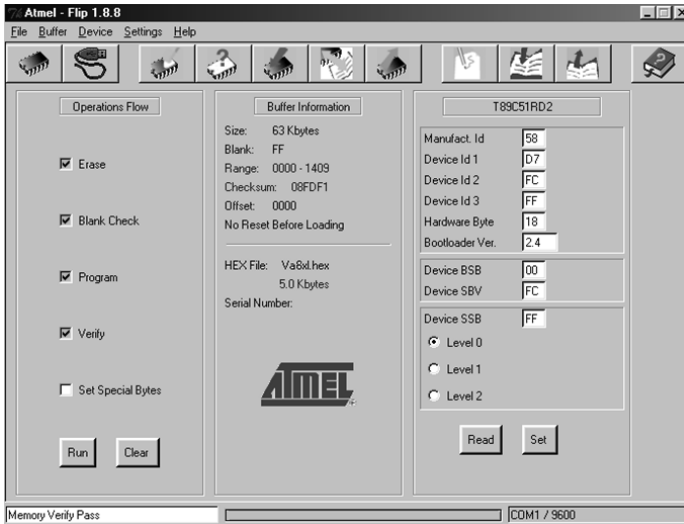 Atmel - Flip 1.8.8
File Buffer Device Settings Help
Operations Flow
Erase
Blank Check
Program
Verify
Set Special Bytes
Run Clear
Buffer Information
Size: 63 Kbytes
Blank: FF
Range: 0000 - 1409
Checksum: 08FDF1
Offset: 0000
No Reset Before Loading
HEX File: Va6xl.hex
5.0 Kbytes
Serial Number:
ATMEL
T89C51RD2
Manufact. Id 58
Device Id 1 D7
Device Id 2 FC
Device Id 3 FF
Hardware Byte 18
Bootloader Ver. 2.4
Device BSB 00
Device SBV FC
Device SSB FF
Level 0
Level 1
Level 2
Read Set
Memory Verify Pass
COM1 / 9600